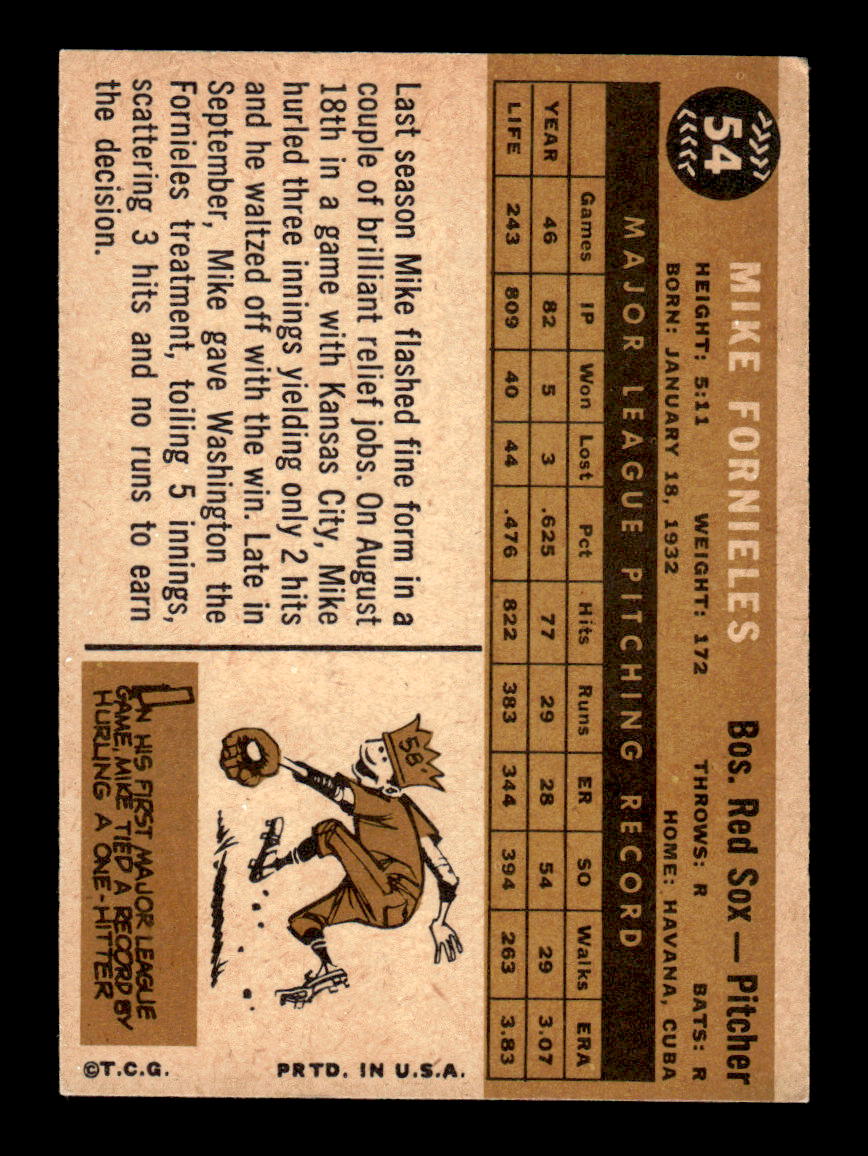 54
MIKE FORNIELES Bos. Red Sox — Pitcher
HEIGHT: 5:11 WEIGHT: 172 THROWS: R BATS: R
BORN: JANUARY 18, 1932 HOME: HAVANA, CUBA
MAJOR LEAGUE PITCHING RECORD
Games IP Won Lost Pct Hits Runs ER SO Walks ERA
YEAR 46 82 5 3 .625 77 29 28 54 29 3.07
LIFE 243 809 40 44 .476 822 383 344 394 263 3.83
Last season Mike flashed fine form in a
couple of brilliant relief jobs. On August
18th in a game with Kansas City, Mike
hurled three innings yielding only 2 hits
and he waltzed off with the win. Late in
September, Mike gave Washington the
Fornieles treatment, toiling 5 innings,
scattering 3 hits and no runs to earn
the decision.
56
IN HIS FIRST MAJOR LEAGUE
GAME, MIKE TIED A RECORD BY
HURLING A ONE-HITTER
©T.C.G. PRTD. IN U.S.A.